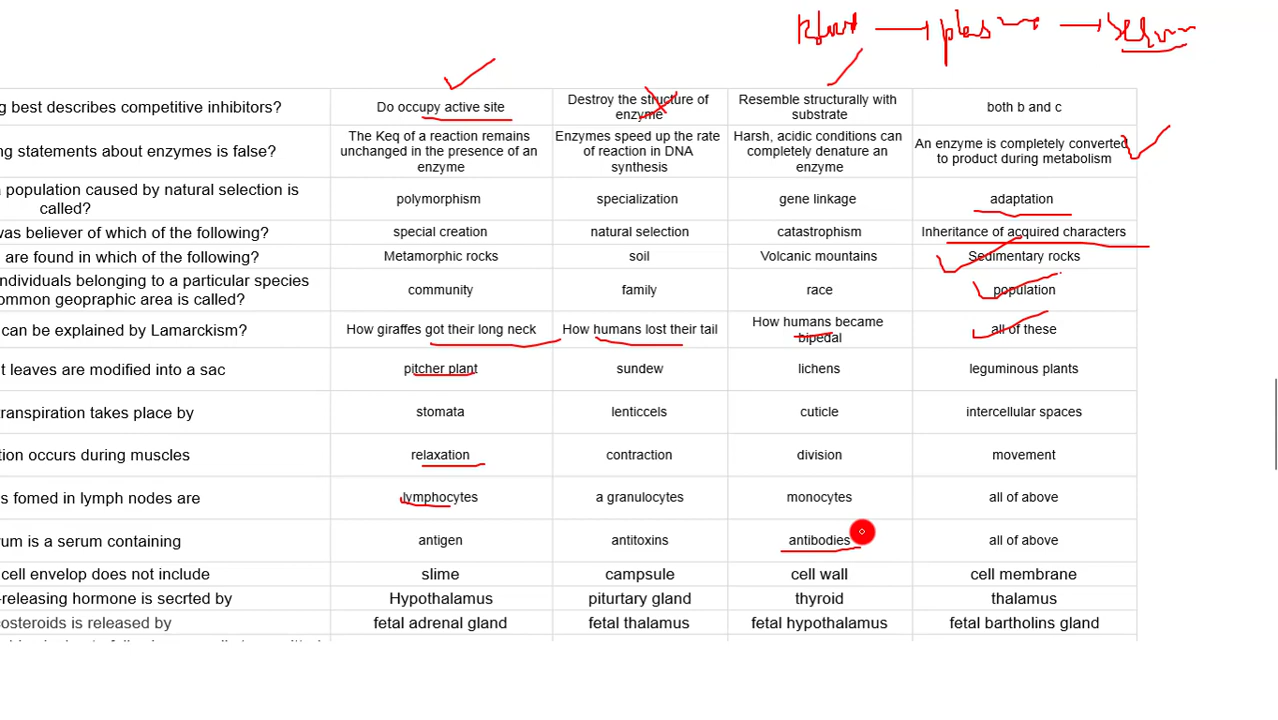 Blood → plasma → serum
g best describes competitive inhibitors? Do occupy active site Destroy the structure of enzyme Resemble structurally with substrate both b and c
ng statements about enzymes is false? The Keq of a reaction remains unchanged in the presence of an enzyme Enzymes speed up the rate of reaction in DNA synthesis Harsh, acidic conditions can completely denature an enzyme An enzyme is completely converted to product during metabolism
a population caused by natural selection is called? polymorphism specialization gene linkage adaptation
was believer of which of the following? special creation natural selection catastrophism Inheritance of acquired characters
are found in which of the following? Metamorphic rocks soil Volcanic mountains Sedimentary rocks
ndividuals belonging to a particular species ommon geopraphic area is called? community family race population
can be explained by Lamarckism? How giraffes got their long neck How humans lost their tail How humans became bipedal all of these
t leaves are modified into a sac pitcher plant sundew lichens leguminous plants
transpiration takes place by stomata lenticcels cuticle intercellular spaces
tion occurs during muscles relaxation contraction division movement
s fomed in lymph nodes are lymphocytes a granulocytes monocytes all of above
rum is a serum containing antigen antitoxins antibodies all of above
cell envelop does not include slime campsule cell wall cell membrane
-releasing hormone is secrted by Hypothalamus piturtary gland thyroid thalamus
costeroids is released by fetal adrenal gland fetal thalamus fetal hypothalamus fetal bartholins gland